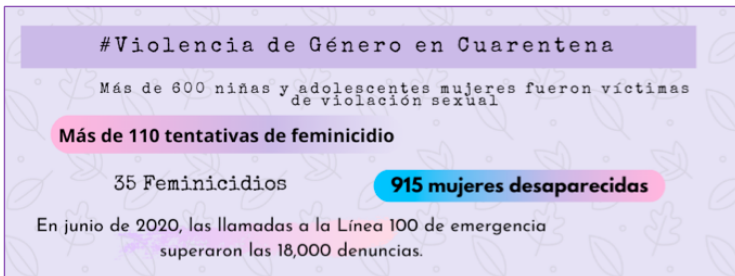 #Violencia de Género en Cuarentena
Más de 600 niñas y adolescentes mujeres fueron víctimas
de violación sexual
Más de 110 tentativas de feminicidio
35 Feminicidios
915 mujeres desaparecidas
En junio de 2020, las llamadas a la Línea 100 de emergencia
superaron las 18,000 denuncias.